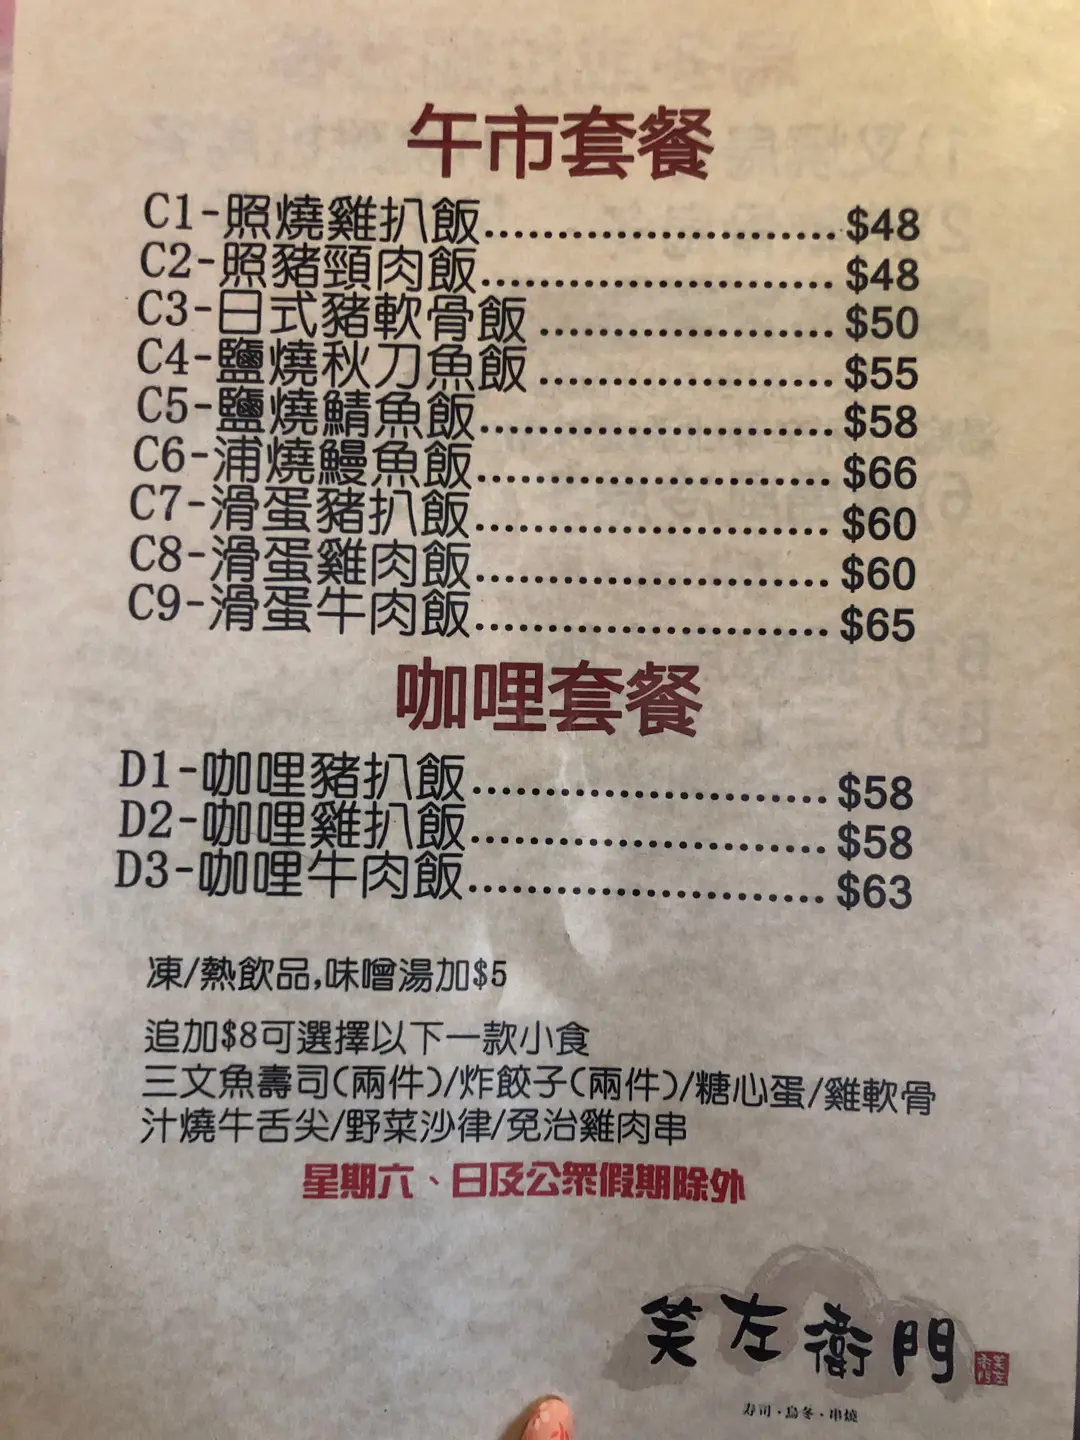 午市套餐
C1-照燒雞扒飯........................$48
C2-照豬頸肉飯........................$48
C3-日式豬軟骨飯....................$50
C4-鹽燒秋刀魚飯....................$55
C5-鹽燒鯖魚飯........................$58
C6-浦燒鰻魚飯........................$66
C7-滑蛋豬扒飯........................$60
C8-滑蛋雞肉飯........................$60
C9-滑蛋牛肉飯........................$65
咖哩套餐
D1-咖哩豬扒飯........................$58
D2-咖哩雞扒飯........................$58
D3-咖哩牛肉飯........................$63
凍/熱飲品,味噌湯加$5
追加$8可選擇以下一款小食
三文魚壽司(兩件)/炸餃子(兩件)/糖心蛋/雞軟骨
汁燒牛舌尖/野菜沙律/免治雞肉串
星期六、日及公眾假期除外
笑左衛門
笑左衛門
寿司・烏冬・串燒